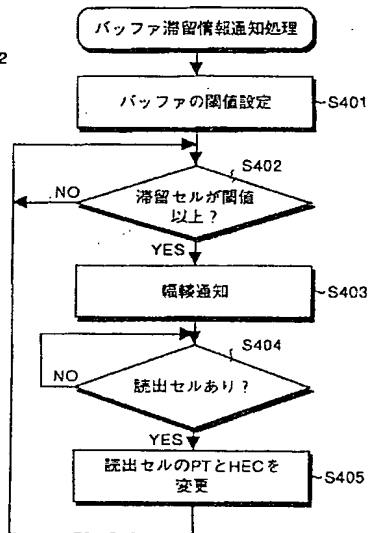 バッファ滞留情報通知処理
2
バッファの閾値設定
S401
S402
NO
滞留セルが閾値
以上?
YES
輻輳通知
S403
S404
NO
読出セルあり?
YES
読出セルのPTとHECを
変更
S405